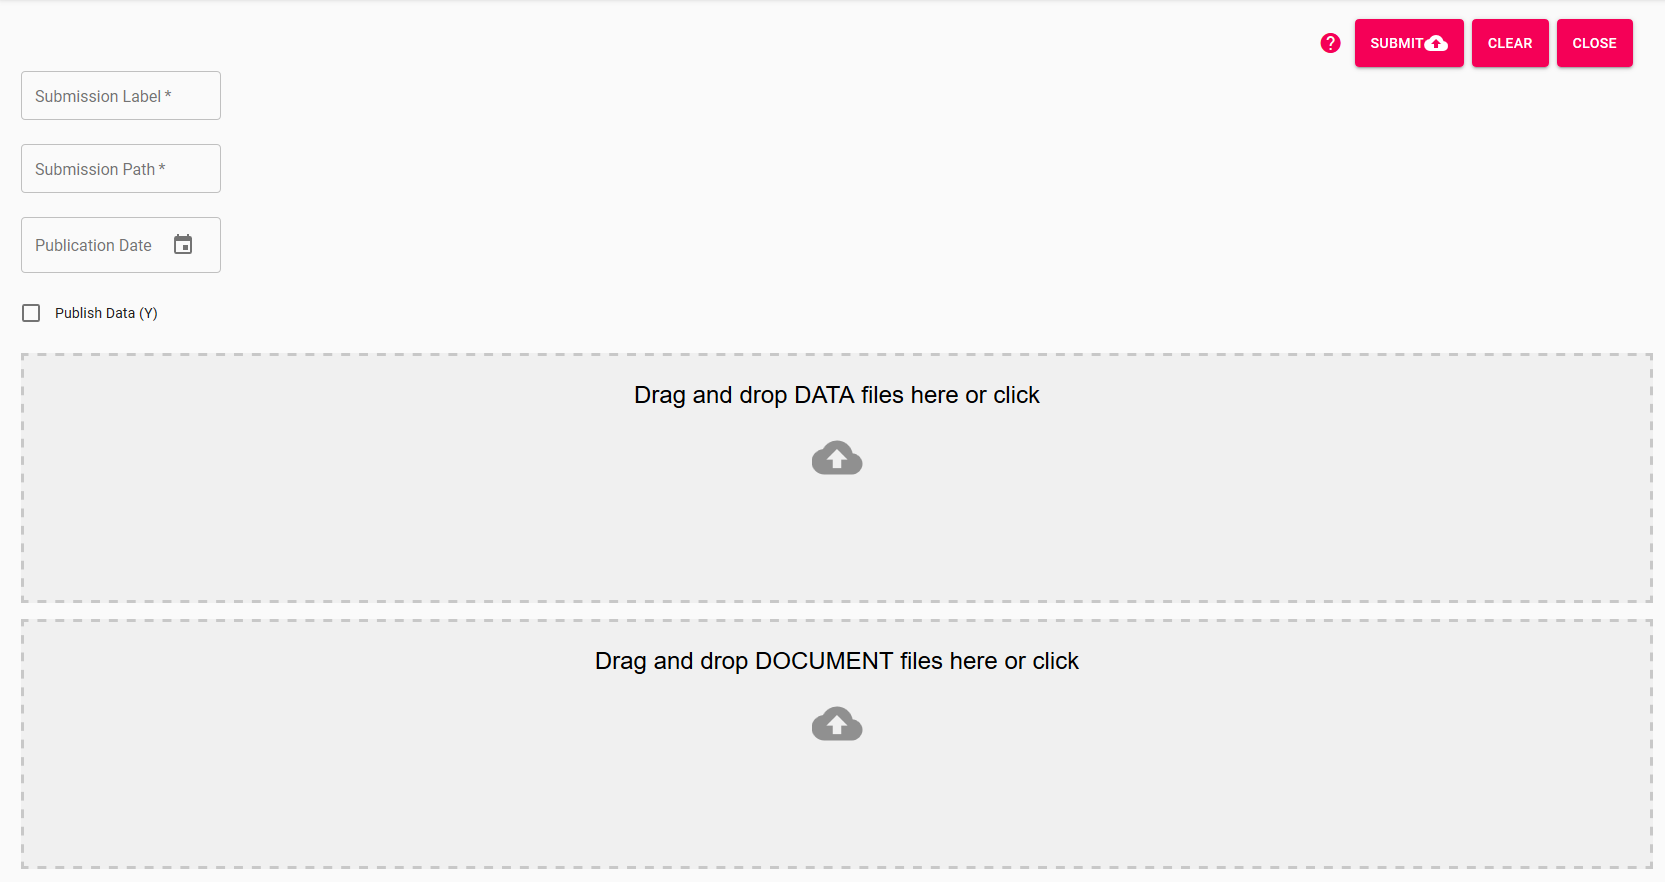 ?
SUBMIT
CLEAR
CLOSE
Submission Label *
Submission Path *
Publication Date
Publish Data (Y)
Drag and drop DATA files here or click
Drag and drop DOCUMENT files here or click